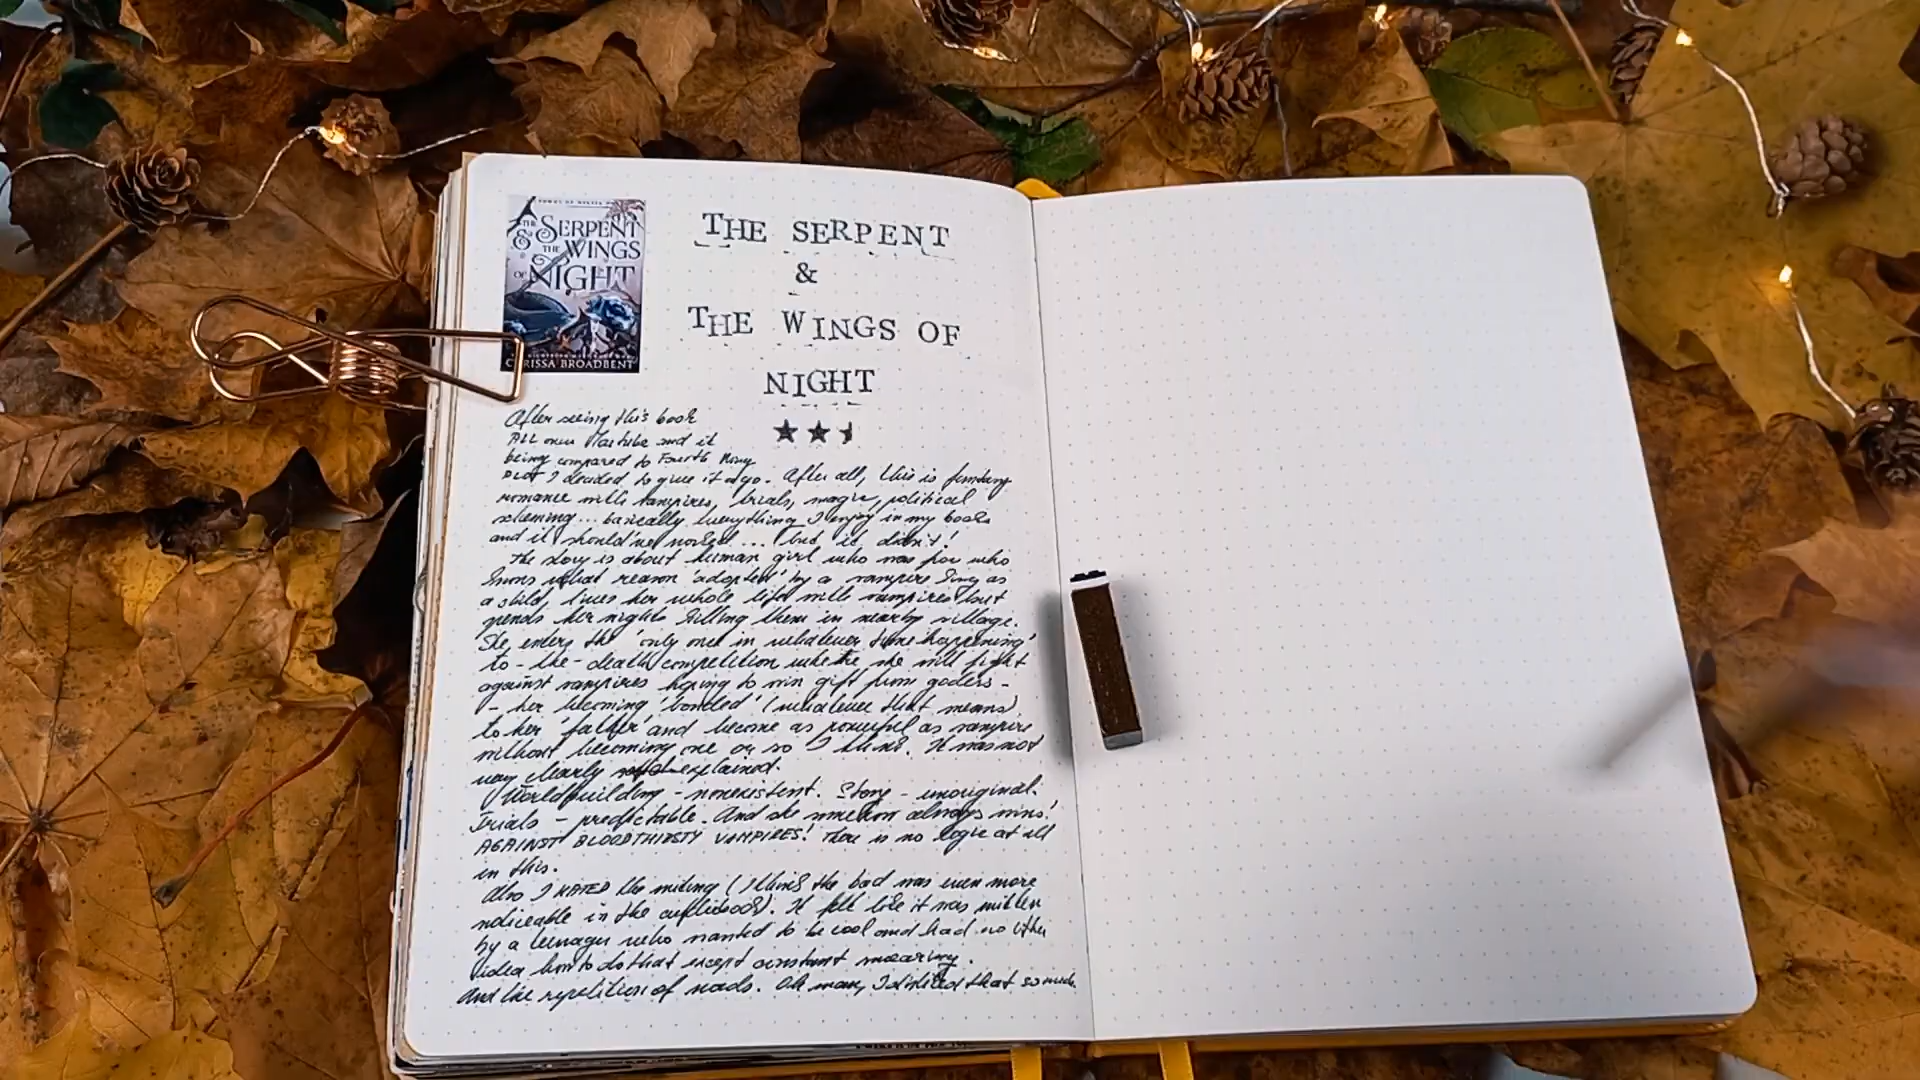 THE SERPENT
& THE WINGS
OF NIGHT
CARISSA BROADBENT
THE SERPENT
&
THE WINGS OF
NIGHT
After seeing this book
ALL over and it
being compared to Fourth Wing
PLOT I decided to give it a go. After all, this is fantasy
romance with vampires, trials, magic, political
scheming... basically everything I enjoy in my books
and it should've worked... but it didn't!
The story is about human girl who was for who
knows what reason 'adopted' by a vampire king as
a child, lives her whole life with vampires but
spends her nights killing them in nearby village.
She enters the 'only once in whatever time happening'
to-the-death competition where she will fight
against vampires hoping to win gift from goddess -
- her becoming 'bonded' (whatever that means)
to her 'father' and become as powerful as vampire
without becoming one or so I think. It was not
very clearly explained.
Worldbuilding - nonexistent. Story - unoriginal.
Trials - predictable. And she somehow always wins!
AGAINST BLOODTHIRSTY VAMPIRES! There is no logic at all
in this.
Also I HATED the writing (I think the bad was even more
noticeable in the audiobook). It felt like it was written
by a teenager who wanted to be cool and had no other
idea how to do that except constant swearing.
And the repetition of words. Oh man, I disliked that so much.